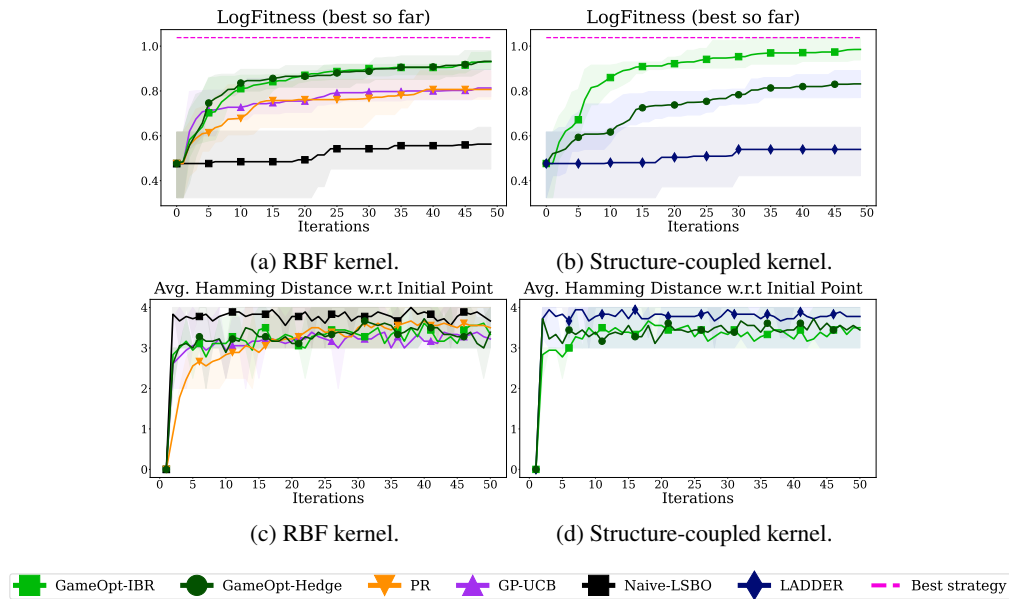 LogFitness (best so far)
1.0
0.8
0.6
0.4
0 5 10 15 20 25 30 35 40 45 50
Iterations
(a) RBF kernel.
LogFitness (best so far)
1.0
0.8
0.6
0.4
0 5 10 15 20 25 30 35 40 45 50
Iterations
(b) Structure-coupled kernel.
Avg. Hamming Distance w.r.t Initial Point
4
3
2
1
0
0 5 10 15 20 25 30 35 40 45 50
Iterations
(c) RBF kernel.
Avg. Hamming Distance w.r.t Initial Point
4
3
2
1
0
0 5 10 15 20 25 30 35 40 45 50
Iterations
(d) Structure-coupled kernel.
GameOpt-IBR GameOpt-Hedge PR GP-UCB Naive-LSBO LADDER Best strategy